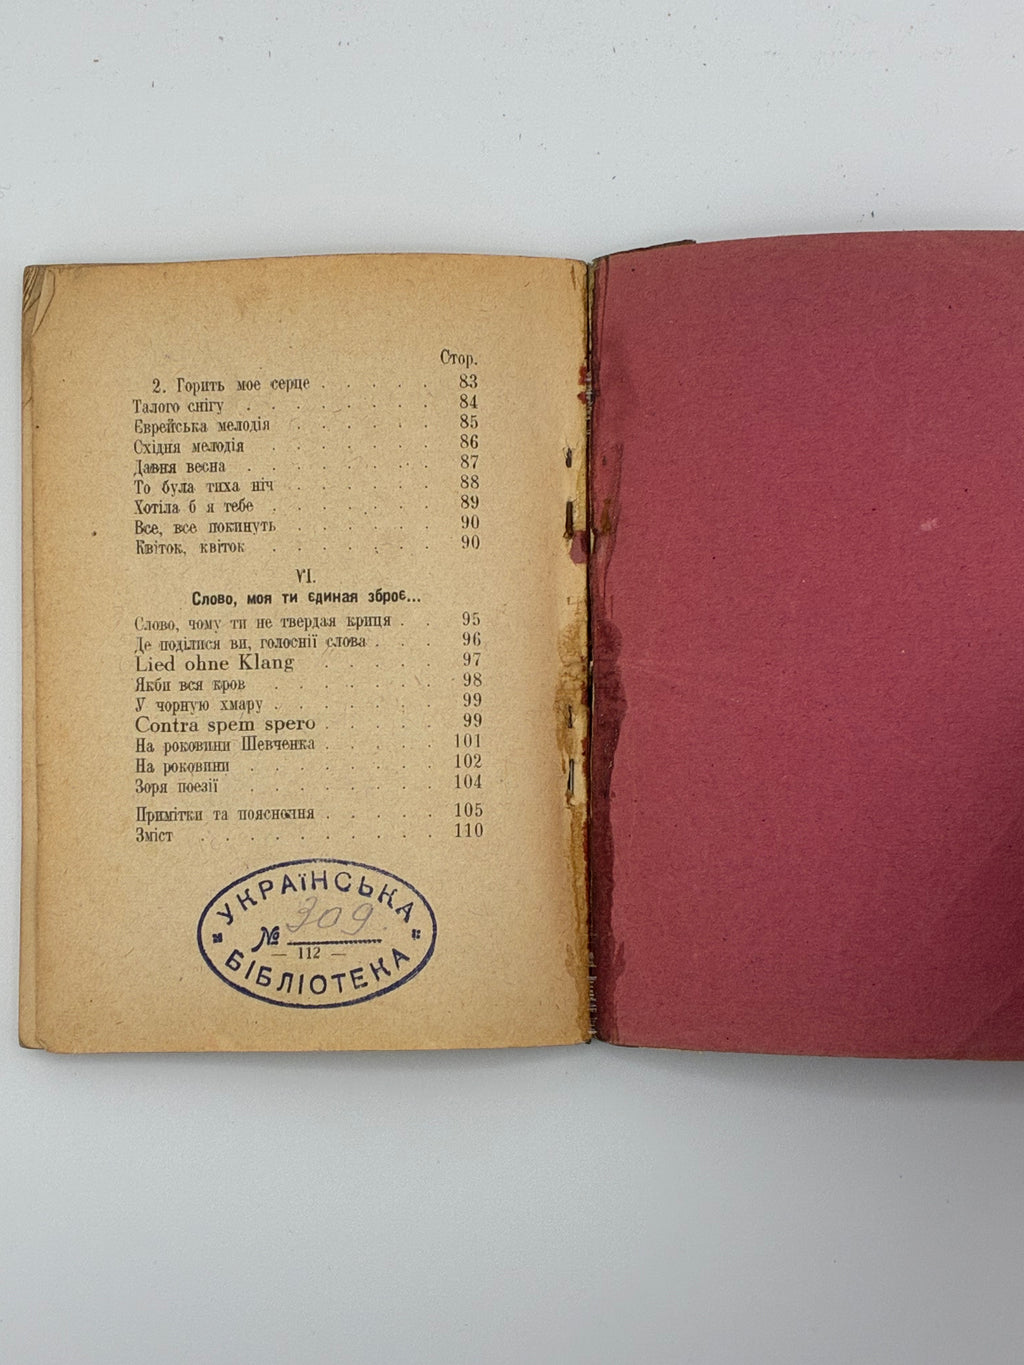 Стор.
2. Горить моє серце . . . . . 83
Талого снігу . . . . . . . . 84
Єврейська мелодія . . . . . . 85
Східня мелодія . . . . . . . 86
Давня весна . . . . . . . . 87
То була тиха ніч . . . . . . 88
Хотіла б я тебе . . . . . . . 89
Все, все покинуть . . . . . . 90
Квіток, квіток . . . . . . . 90
VI.
Слово, моя ти єдиная зброє...
Слово, чому ти не твердая криця . . 95
Де поділися ви, голоснії слова . . . 96
Lied ohne Klang . . . . . 97
Якби вся кров . . . . . . . 98
У чорную хмару . . . . . . . 99
Contra spem spero . . . . . 99
На роковини Шевченка . . . . . 101
На роковини . . . . . . . . 102
Зоря поезії . . . . . . . . 104
Примітки та пояснення . . . . . 105
Зміст . . . . . . . . . . 110
УКРАЇНСЬКА
№ 309.
— 112 —
БІБЛІОТЕКА